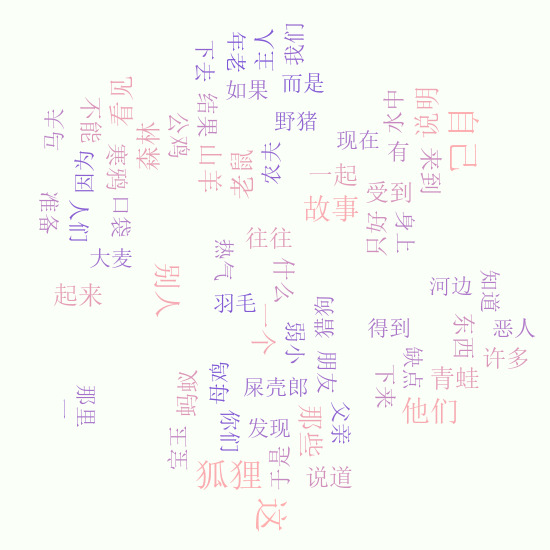 年老
主人
我们
下去
如果
而是
看见
不能
马夫
公鸡
结果
野猪
水中
说明
自己
森林
山羊
老鼠
农夫
现在
有
来到
因为
寒鸦
一起
受到
准备
人们
口袋
故事
只好
身上
往往
大麦
热气
什么
起来
别人
羽毛
一个
弱小
猩猩
河边
知道
得到
东西
恶人
缺点
许多
朋友
蚂蚁
母鸡
屎壳郎
下来
青蛙
他们
那里
一
宝玉
你们
发现
那些
父亲
于是
狐狸
说道
这